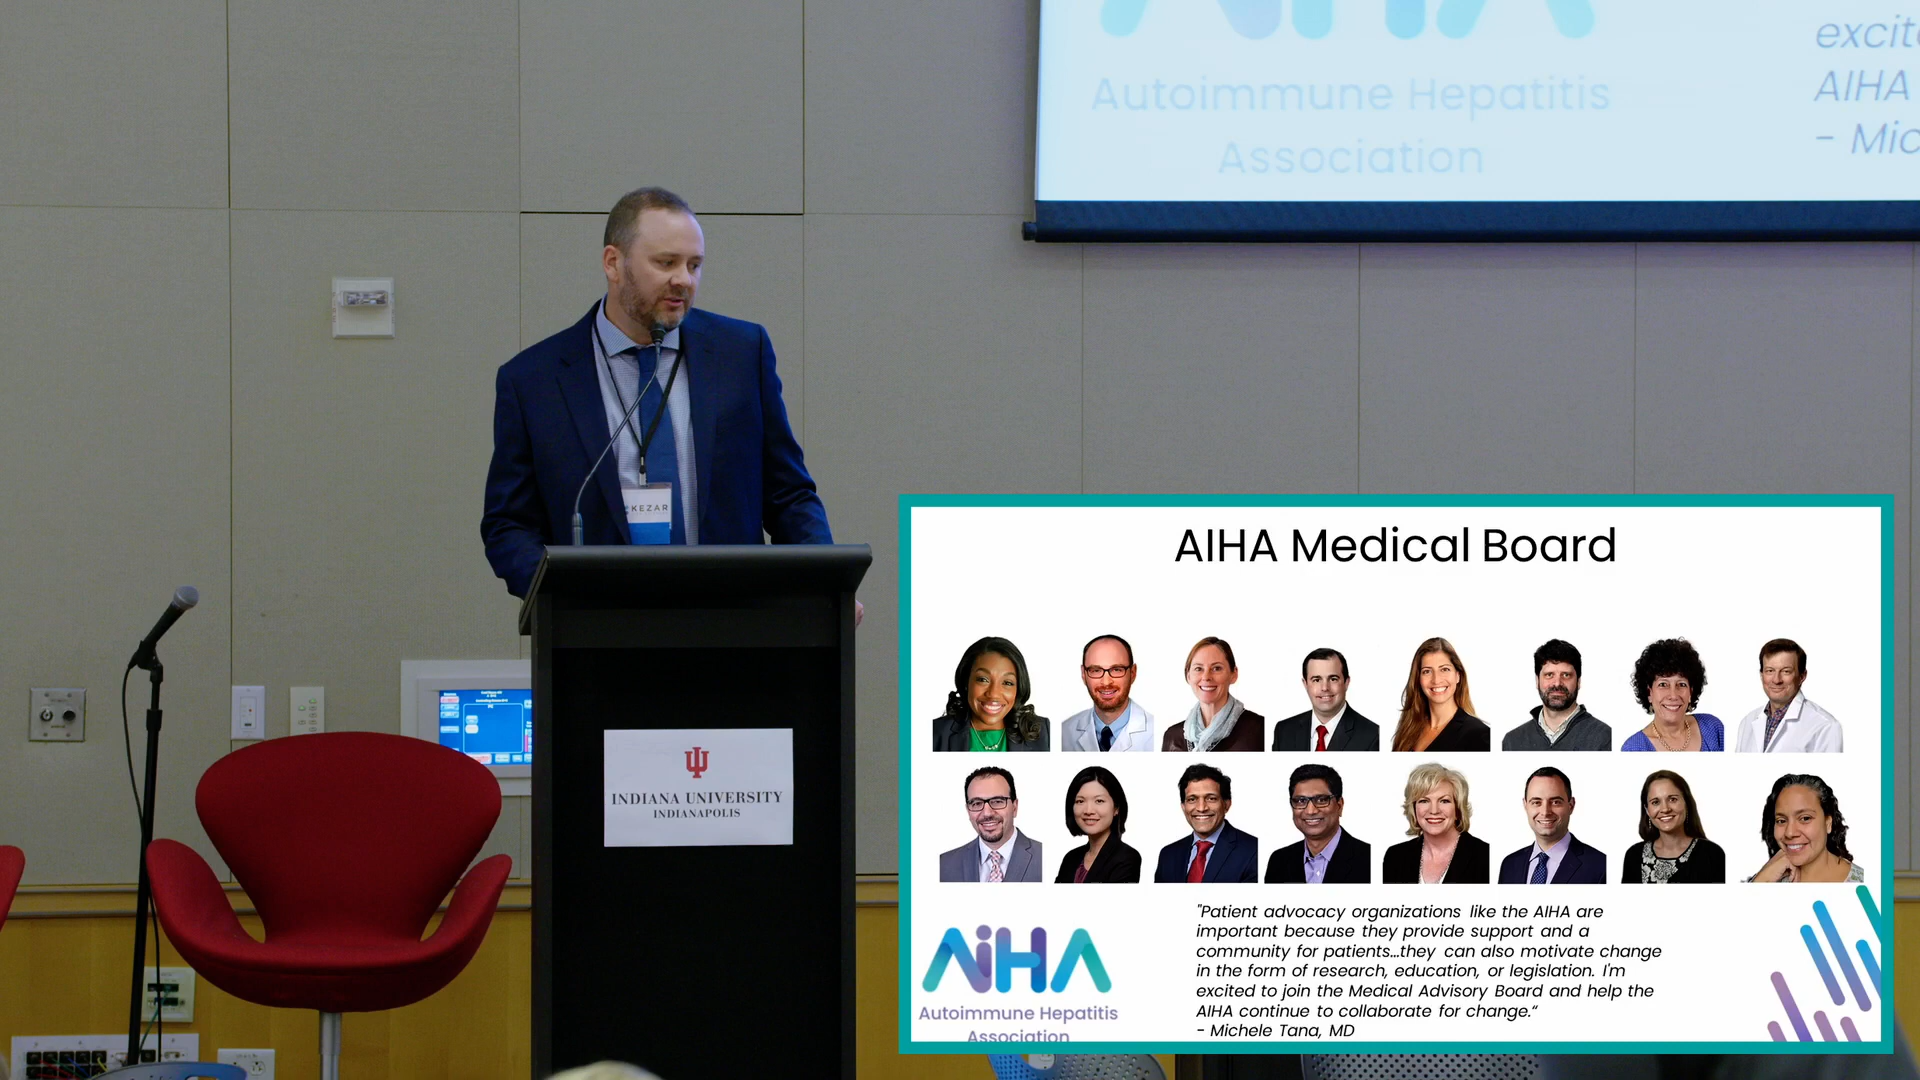 AiHA
Autoimmune Hepatitis
Association
excit
AIHA
- Mic
KEZAR
INDIANA UNIVERSITY
INDIANAPOLIS
AIHA Medical Board
"Patient advocacy organizations like the AIHA are
important because they provide support and a
community for patients...they can also motivate change
in the form of research, education, or legislation. I'm
excited to join the Medical Advisory Board and help the
AIHA continue to collaborate for change.“
- Michele Tana, MD
AiHA
Autoimmune Hepatitis
Association